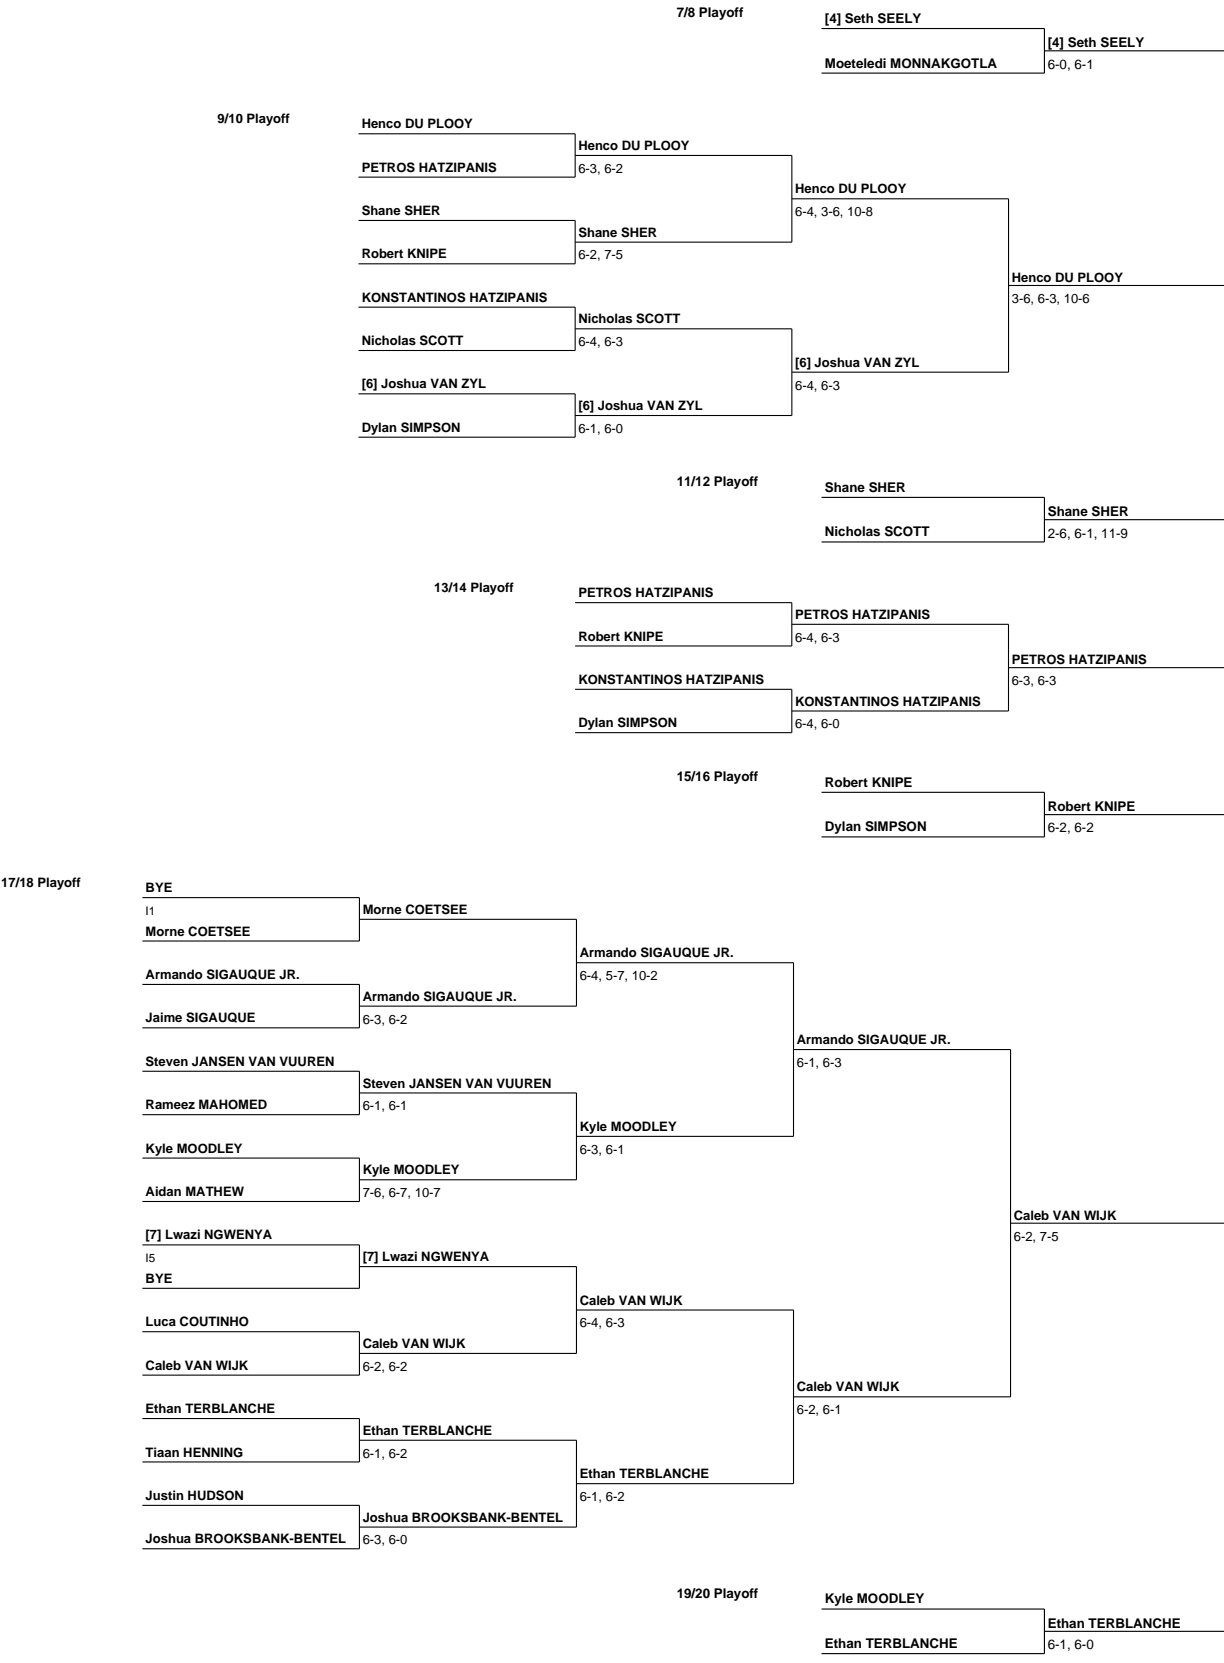 7/8 Playoff
[4] Seth SEELY
[4] Seth SEELY
Moeteledi MONNAKGOTLA
6-0, 6-1
9/10 Playoff
Henco DU PLOOY
Henco DU PLOOY
PETROS HATZIPANIS
6-3, 6-2
Henco DU PLOOY
Shane SHER
6-4, 3-6, 10-8
Shane SHER
Robert KNIPE
6-2, 7-5
Henco DU PLOOY
KONSTANTINOS HATZIPANIS
3-6, 6-3, 10-6
Nicholas SCOTT
Nicholas SCOTT
6-4, 6-3
[6] Joshua VAN ZYL
[6] Joshua VAN ZYL
6-4, 6-3
[6] Joshua VAN ZYL
Dylan SIMPSON
6-1, 6-0
11/12 Playoff
Shane SHER
Shane SHER
Nicholas SCOTT
2-6, 6-1, 11-9
13/14 Playoff
PETROS HATZIPANIS
PETROS HATZIPANIS
Robert KNIPE
6-4, 6-3
PETROS HATZIPANIS
KONSTANTINOS HATZIPANIS
6-3, 6-3
KONSTANTINOS HATZIPANIS
Dylan SIMPSON
6-4, 6-0
15/16 Playoff
Robert KNIPE
Robert KNIPE
Dylan SIMPSON
6-2, 6-2
17/18 Playoff
BYE
I1
Morne COETSEE
Morne COETSEE
Armando SIGAUQUE JR.
Armando SIGAUQUE JR.
6-4, 5-7, 10-2
Armando SIGAUQUE JR.
Jaime SIGAUQUE
6-3, 6-2
Armando SIGAUQUE JR.
Steven JANSEN VAN VUUREN
6-1, 6-3
Steven JANSEN VAN VUUREN
Rameez MAHOMED
6-1, 6-1
Kyle MOODLEY
Kyle MOODLEY
6-3, 6-1
Kyle MOODLEY
Aidan MATHEW
7-6, 6-7, 10-7
Caleb VAN WIJK
[7] Lwazi NGWENYA
6-2, 7-5
I5
[7] Lwazi NGWENYA
BYE
Caleb VAN WIJK
Luca COUTINHO
6-4, 6-3
Caleb VAN WIJK
Caleb VAN WIJK
6-2, 6-2
Caleb VAN WIJK
Ethan TERBLANCHE
6-2, 6-1
Ethan TERBLANCHE
Tiaan HENNING
6-1, 6-2
Ethan TERBLANCHE
Justin HUDSON
6-1, 6-2
Joshua BROOKSBANK-BENTEL
Joshua BROOKSBANK-BENTEL
6-3, 6-0
19/20 Playoff
Kyle MOODLEY
Ethan TERBLANCHE
Ethan TERBLANCHE
6-1, 6-0